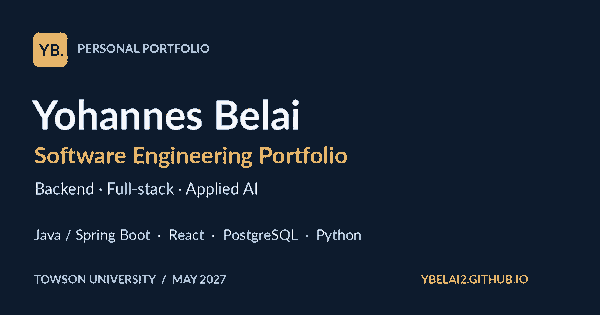 YB. PERSONAL PORTFOLIO
Yohannes Belai
Software Engineering Portfolio
Backend · Full-stack · Applied AI
Java / Spring Boot · React · PostgreSQL · Python
TOWSON UNIVERSITY / MAY 2027 YBELAI2.GITHUB.IO